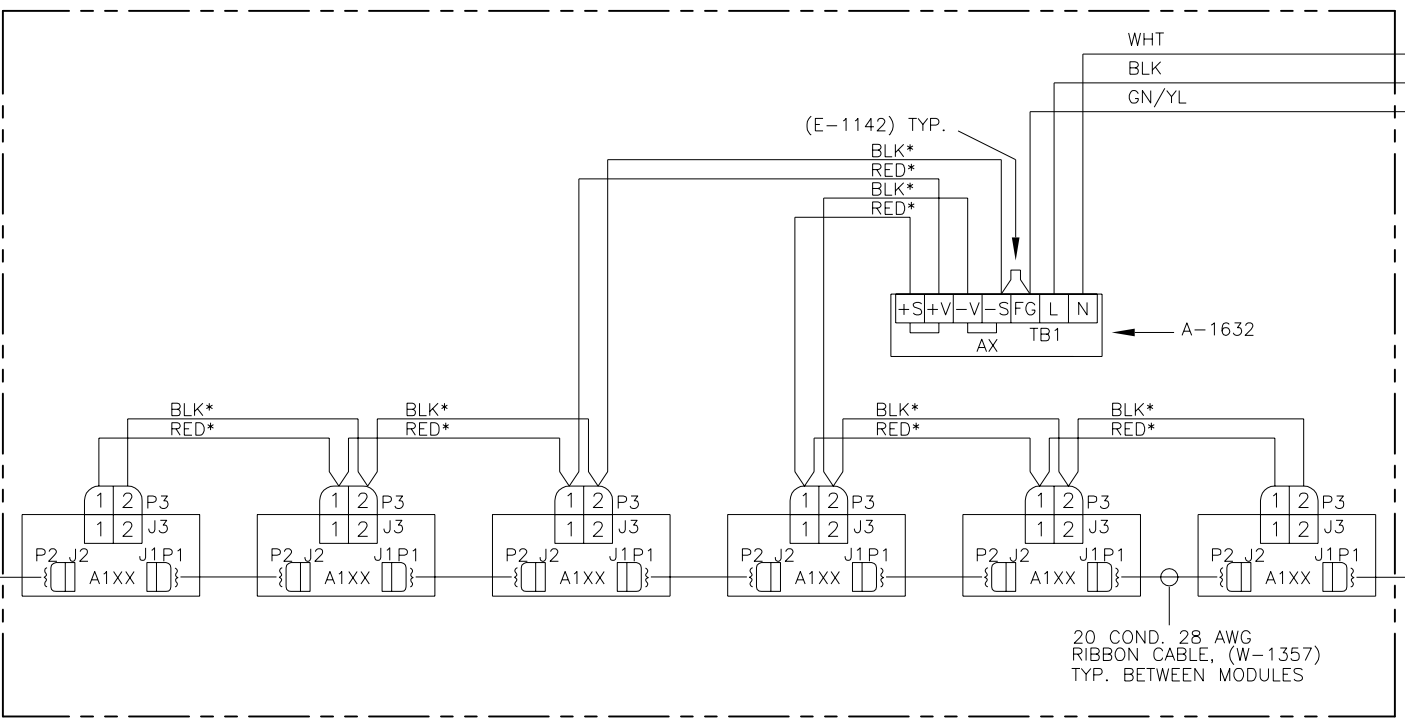 WHT
BLK
GN/YL
(E-1142) TYP.
BLK*
RED*
BLK*
RED*
+S +V -V -S FG L N
TB1
AX
A-1632
BLK* BLK* BLK* BLK*
RED* RED* RED* RED*
1 2 P3 1 2 P3 1 2 P3 1 2 P3 1 2 P3 1 2 P3
1 2 J3 1 2 J3 1 2 J3 1 2 J3 1 2 J3 1 2 J3
P2 J2 J1 P1 P2 J2 J1 P1 P2 J2 J1 P1 P2 J2 J1 P1 P2 J2 J1 P1 P2 J2 J1 P1
A1XX A1XX A1XX A1XX A1XX A1XX
20 COND. 28 AWG
RIBBON CABLE, (W-1357)
TYP. BETWEEN MODULES